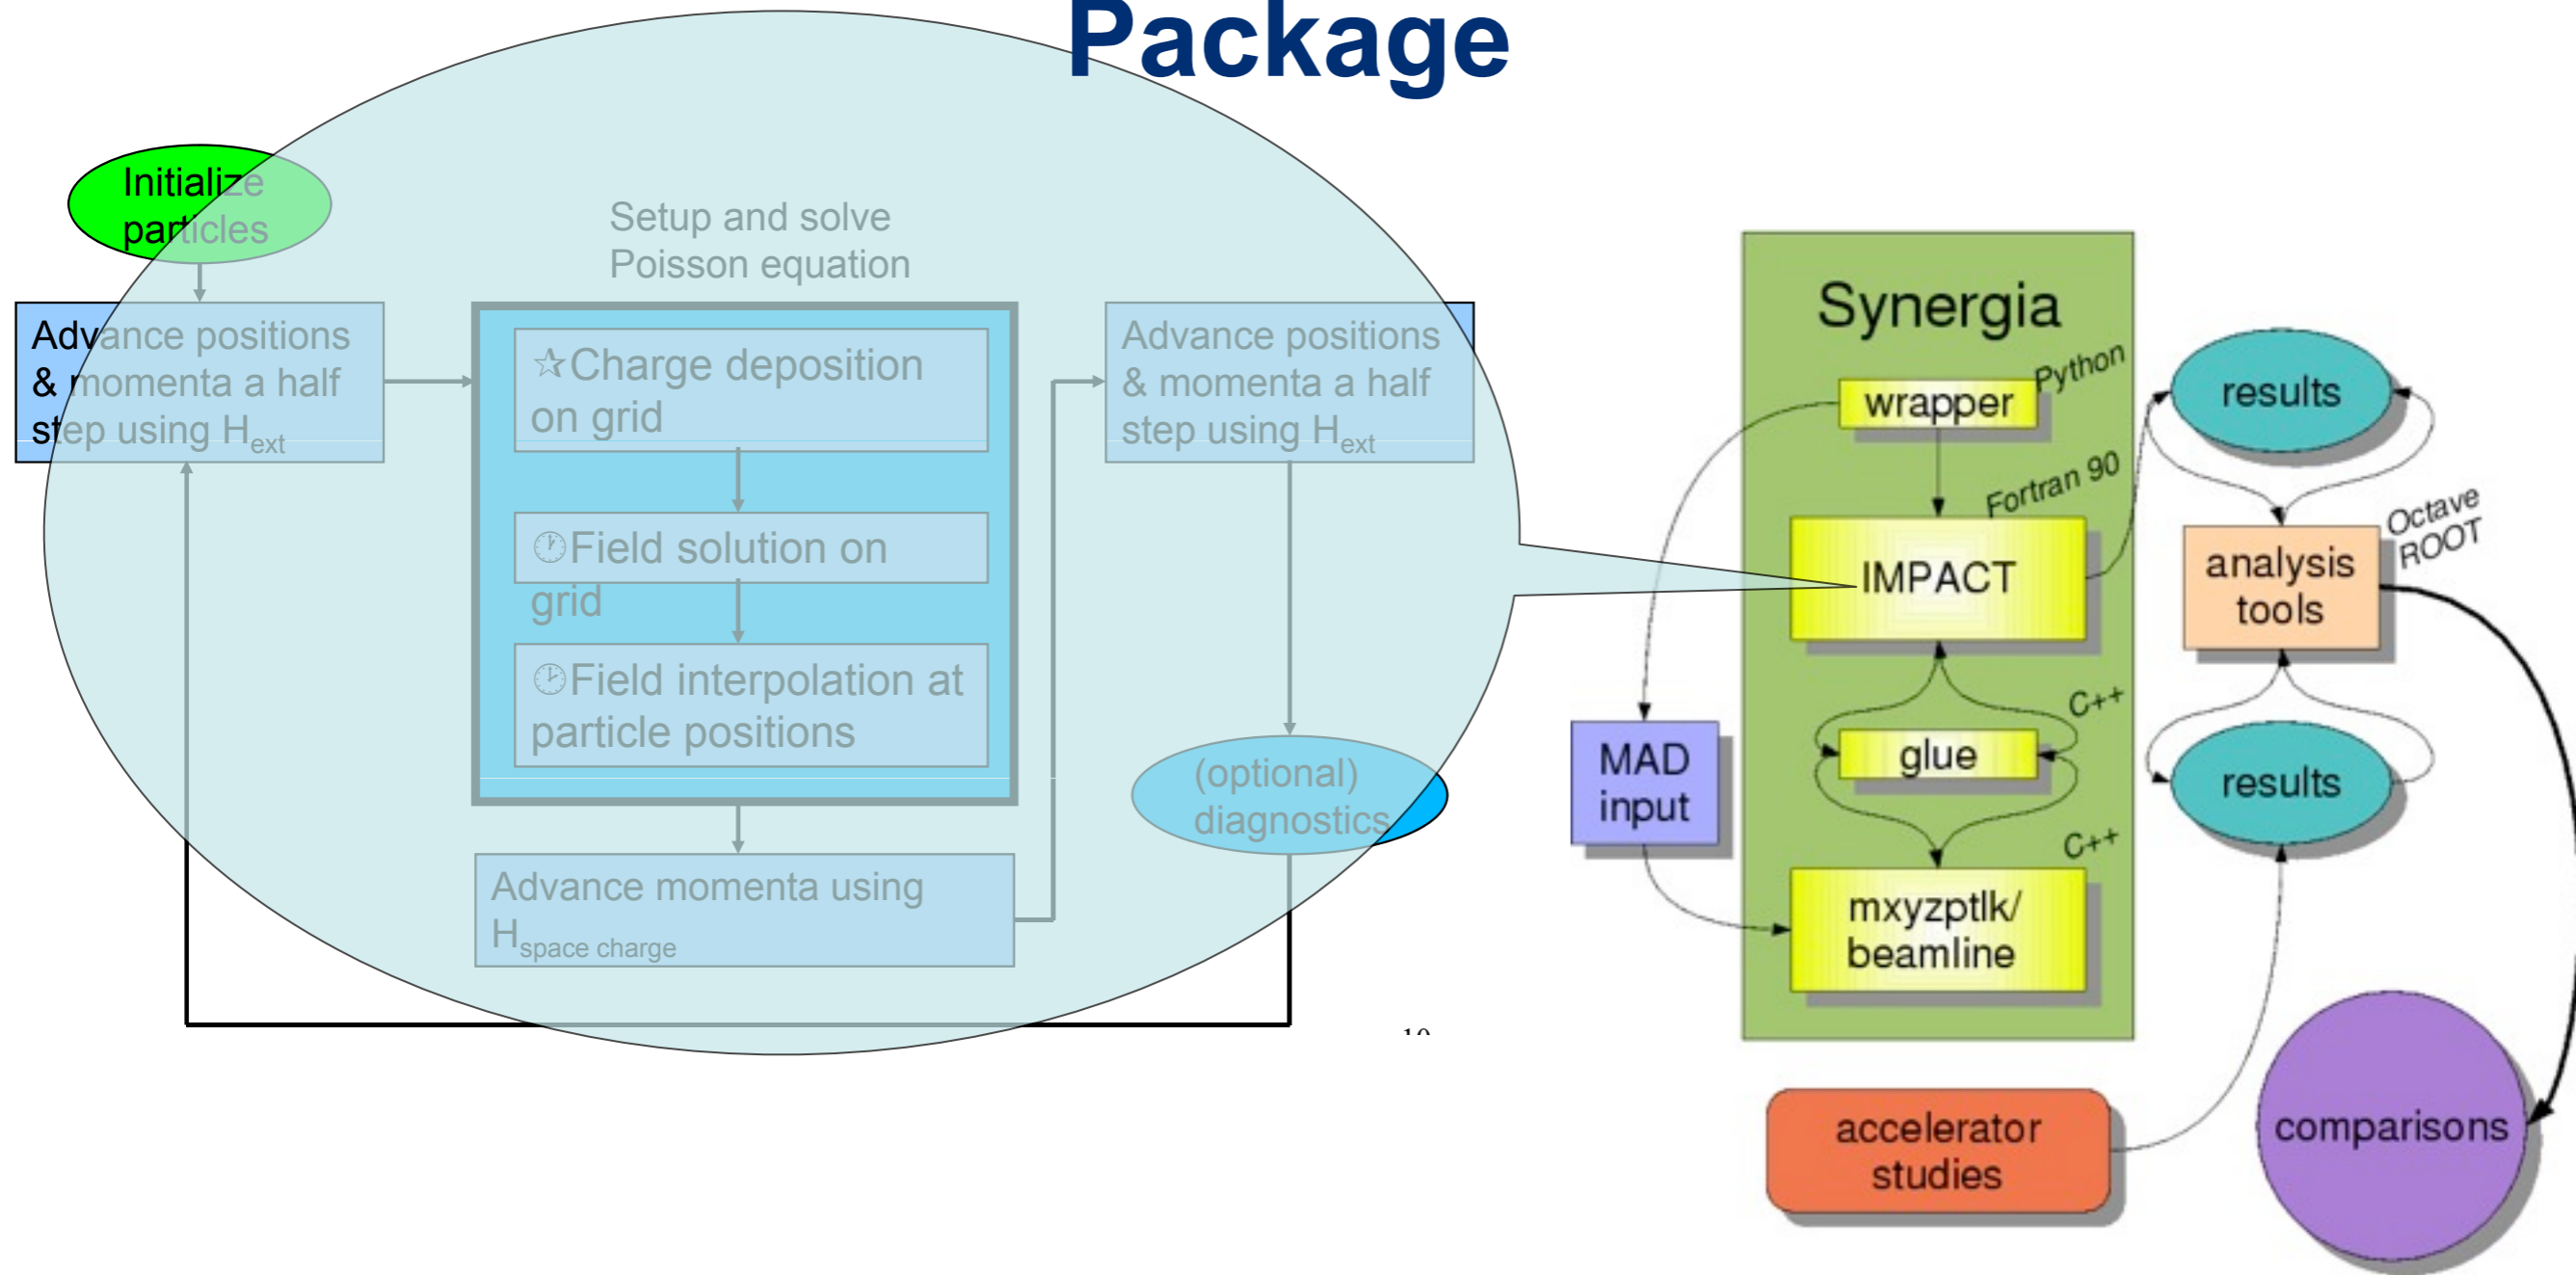 Package
Initialize
particles
Setup and solve
Poisson equation
Advance positions
& momenta a half
step using Hext
☆Charge deposition
on grid
🕐Field solution on
grid
🕑Field interpolation at
particle positions
Advance momenta using
Hspace charge
Advance positions
& momenta a half
step using Hext
(optional)
diagnostics
10
Synergia
wrapper
Python
Fortran 90
IMPACT
C++
glue
C++
mxyzptlk/
beamline
MAD
input
results
analysis
tools
Octave
ROOT
results
accelerator
studies
comparisons